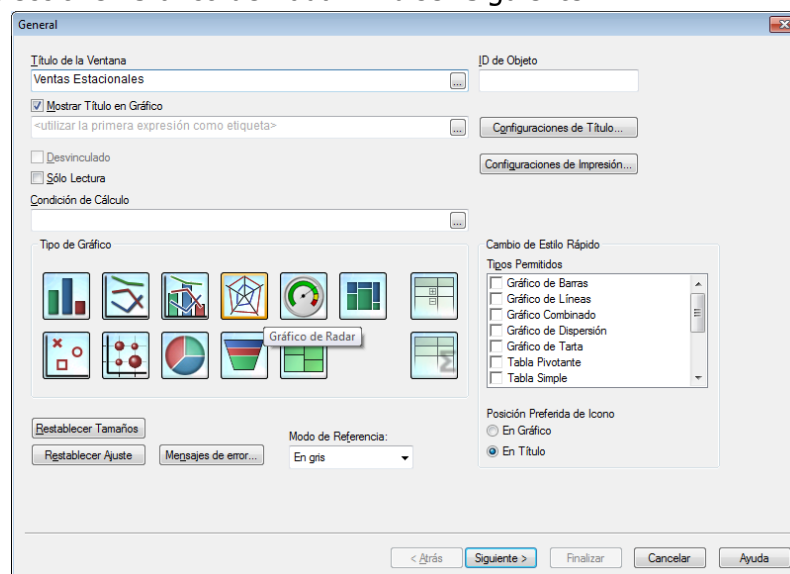 General
Título de la Ventana
Ventas Estacionales
...
ID de Objeto
Mostrar Título en Gráfico
<utilizar la primera expresión como etiqueta>
...
Configuraciones de Título...
Desvinculado
Configuraciones de Impresión...
Sólo Lectura
Condición de Cálculo
...
Tipo de Gráfico
Gráfico de Radar
Cambio de Estilo Rápido
Tipos Permitidos
Gráfico de Barras
Gráfico de Líneas
Gráfico Combinado
Gráfico de Dispersión
Gráfico de Tarta
Tabla Pivotante
Tabla Simple
Posición Preferida de Icono
En Gráfico
En Título
Restablecer Tamaños
Restablecer Ajuste
Mensajes de error...
Modo de Referencia:
En gris
< Atrás
Siguiente >
Finalizar
Cancelar
Ayuda